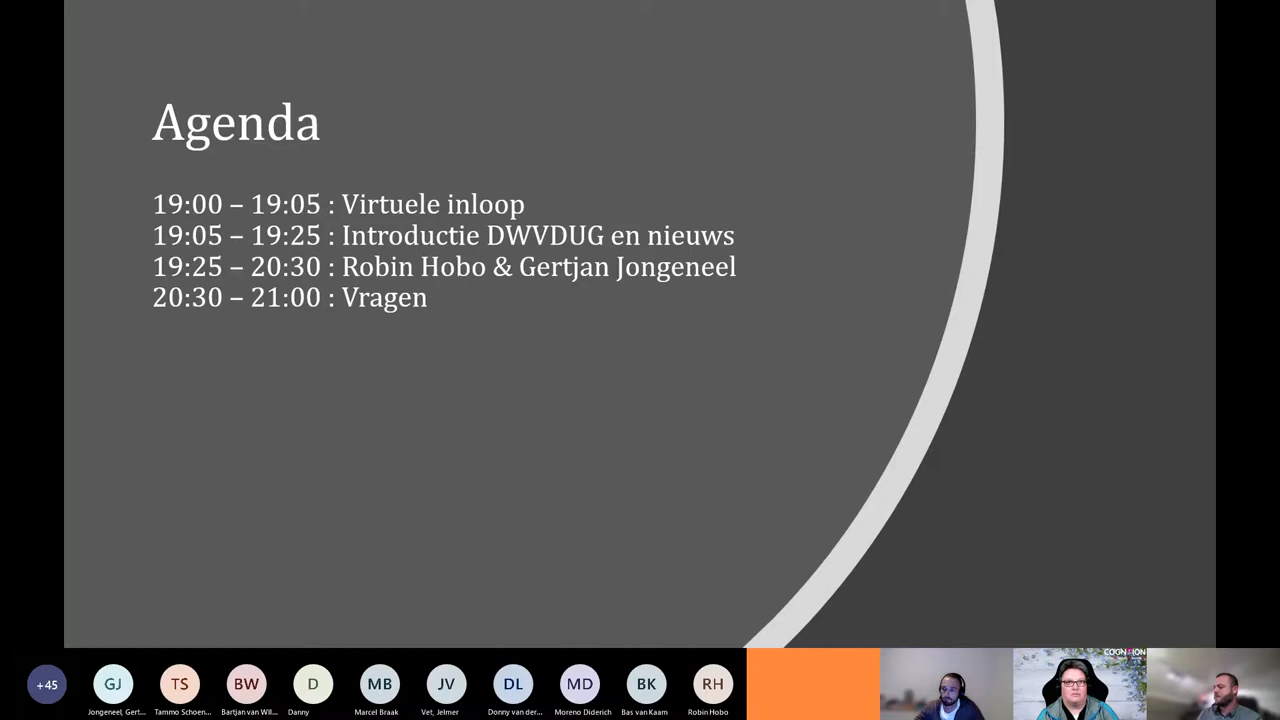 Agenda
19:00 – 19:05 : Virtuele inloop
19:05 – 19:25 : Introductie DWVDUG en nieuws
19:25 – 20:30 : Robin Hobo & Gertjan Jongeneel
20:30 – 21:00 : Vragen
+45
GJ
TS
BW
D
MB
JV
DL
MD
BK
RH
Jongeneel, Gert...
Tammo Schoen...
Bartjan van Wil...
Danny
Marcel Braak
Vet, Jelmer
Donny van der...
Moreno Diderich
Bas van Kaam
Robin Hobo